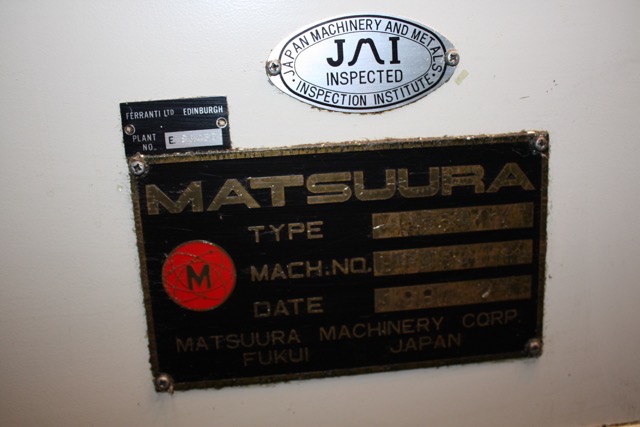 JAPAN MACHINERY AND METALS
JMI
INSPECTED
INSPECTION INSTITUTE
FERRANTI LTD EDINBURGH
PLANT
NO. E
MATSUURA
TYPE
M MACH.NO.
DATE
MATSUURA MACHINERY CORP.
FUKUI JAPAN